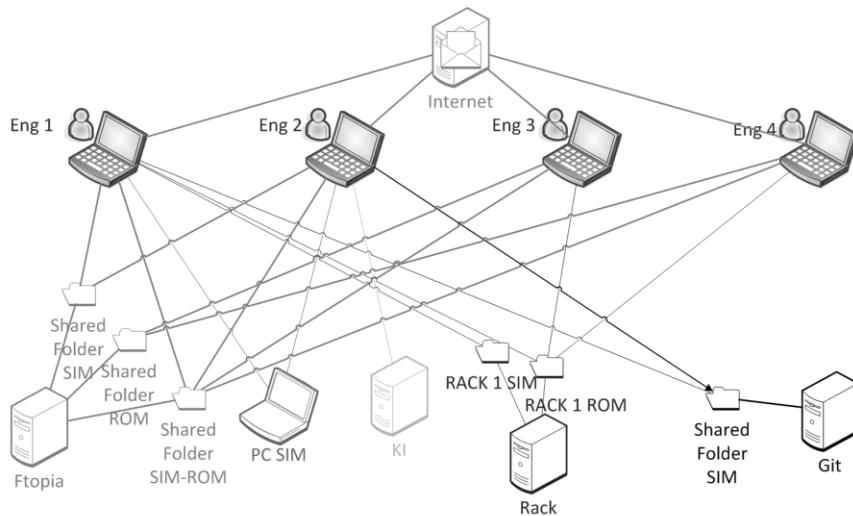 Internet
Eng 1
Eng 2
Eng 3
Eng 4
Shared
Folder
SIM
Shared
Folder
ROM
RACK 1 SIM
RACK 1 ROM
Shared
Folder
SIM-ROM
PC SIM
KI
Shared
Folder
SIM
Ftopia
Rack
Git